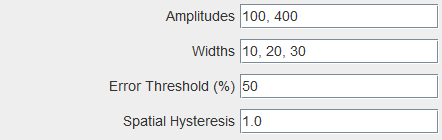 Amplitudes 100, 400
Widths 10, 20, 30
Error Threshold (%) 50
Spatial Hysteresis 1.0